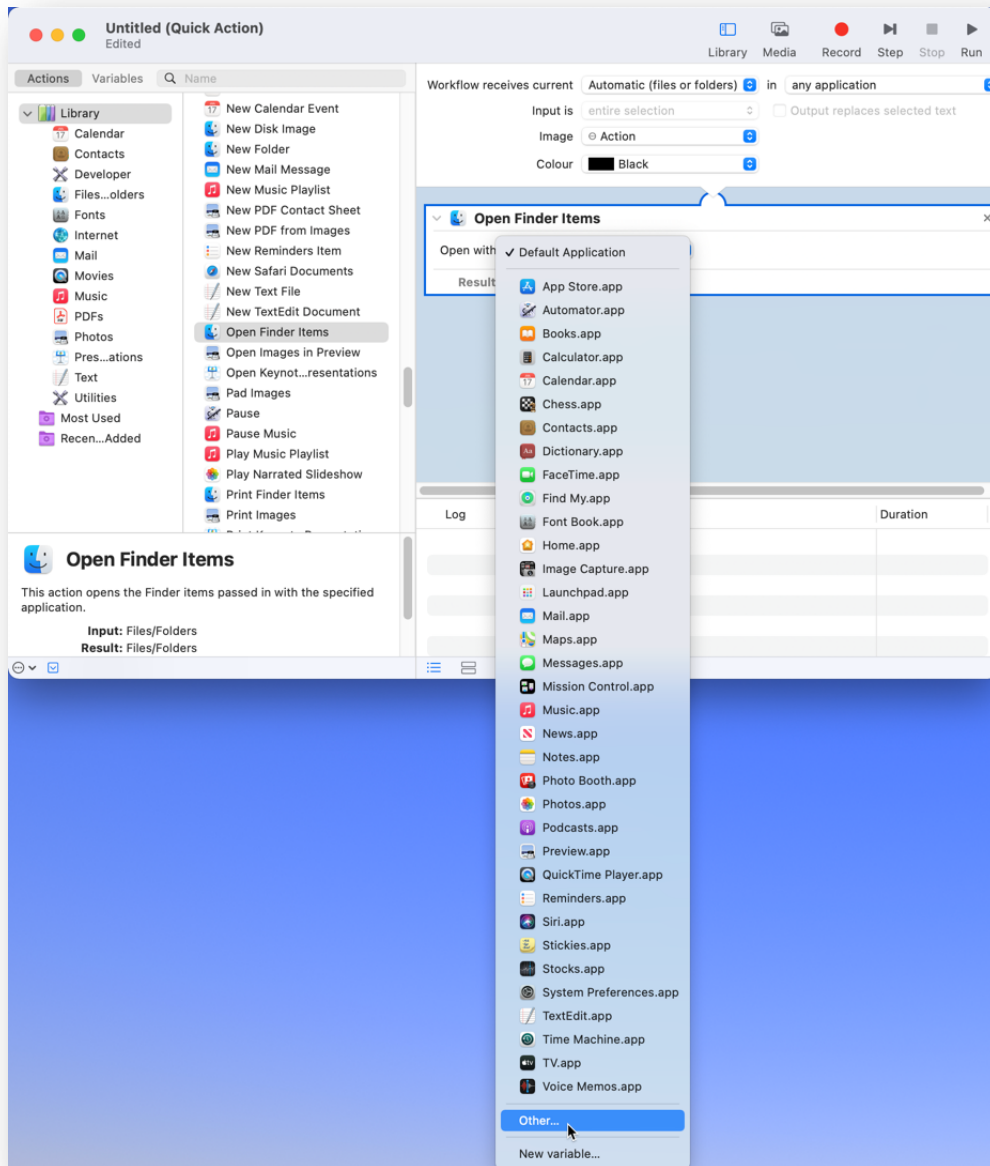 Untitled (Quick Action)
Edited
Library Media Record Step Stop Run
Actions Variables Name
Library
Calendar
Contacts
Developer
Files...olders
Fonts
Internet
Mail
Movies
Music
PDFs
Photos
Pres...ations
Text
Utilities
Most Used
Recen...Added
New Calendar Event
New Disk Image
New Folder
New Mail Message
New Music Playlist
New PDF Contact Sheet
New PDF from Images
New Reminders Item
New Safari Documents
New Text File
New TextEdit Document
Open Finder Items
Open Images in Preview
Open Keynot...resentations
Pad Images
Pause
Pause Music
Play Music Playlist
Play Narrated Slideshow
Print Finder Items
Print Images
Open Finder Items
This action opens the Finder items passed in with the specified
application.
Input: Files/Folders
Result: Files/Folders
Workflow receives current Automatic (files or folders) in any application
Input is entire selection Output replaces selected text
Image Action
Colour Black
Open Finder Items
Open with
Result
Log Duration
✓ Default Application
App Store.app
Automator.app
Books.app
Calculator.app
Calendar.app
Chess.app
Contacts.app
Dictionary.app
FaceTime.app
Find My.app
Font Book.app
Home.app
Image Capture.app
Launchpad.app
Mail.app
Maps.app
Messages.app
Mission Control.app
Music.app
News.app
Notes.app
Photo Booth.app
Photos.app
Podcasts.app
Preview.app
QuickTime Player.app
Reminders.app
Siri.app
Stickies.app
Stocks.app
System Preferences.app
TextEdit.app
Time Machine.app
TV.app
Voice Memos.app
Other...
New variable...